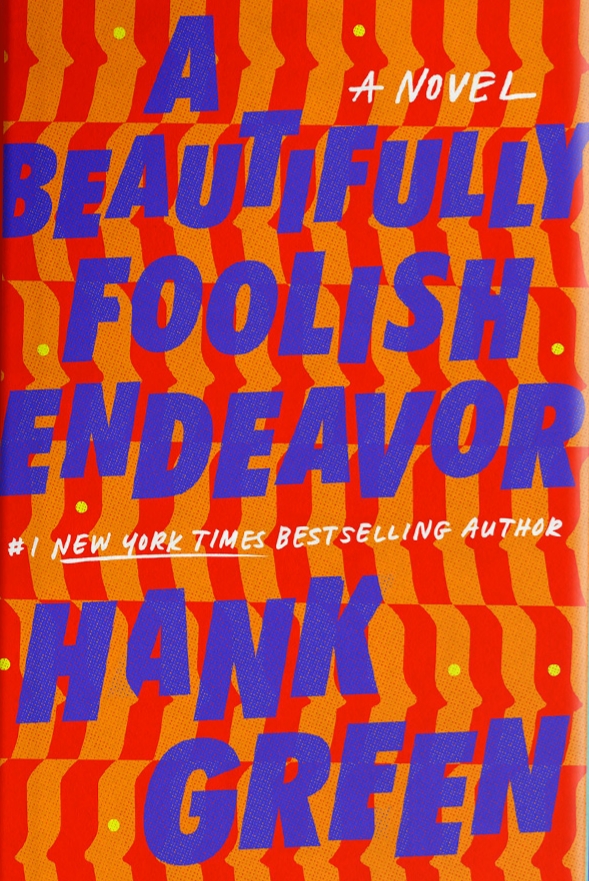 A
A NOVEL
BEAUTIFULLY
FOOLISH
ENDEAVOR
#1 NEW YORK TIMES BESTSELLING AUTHOR
HANK
GREEN